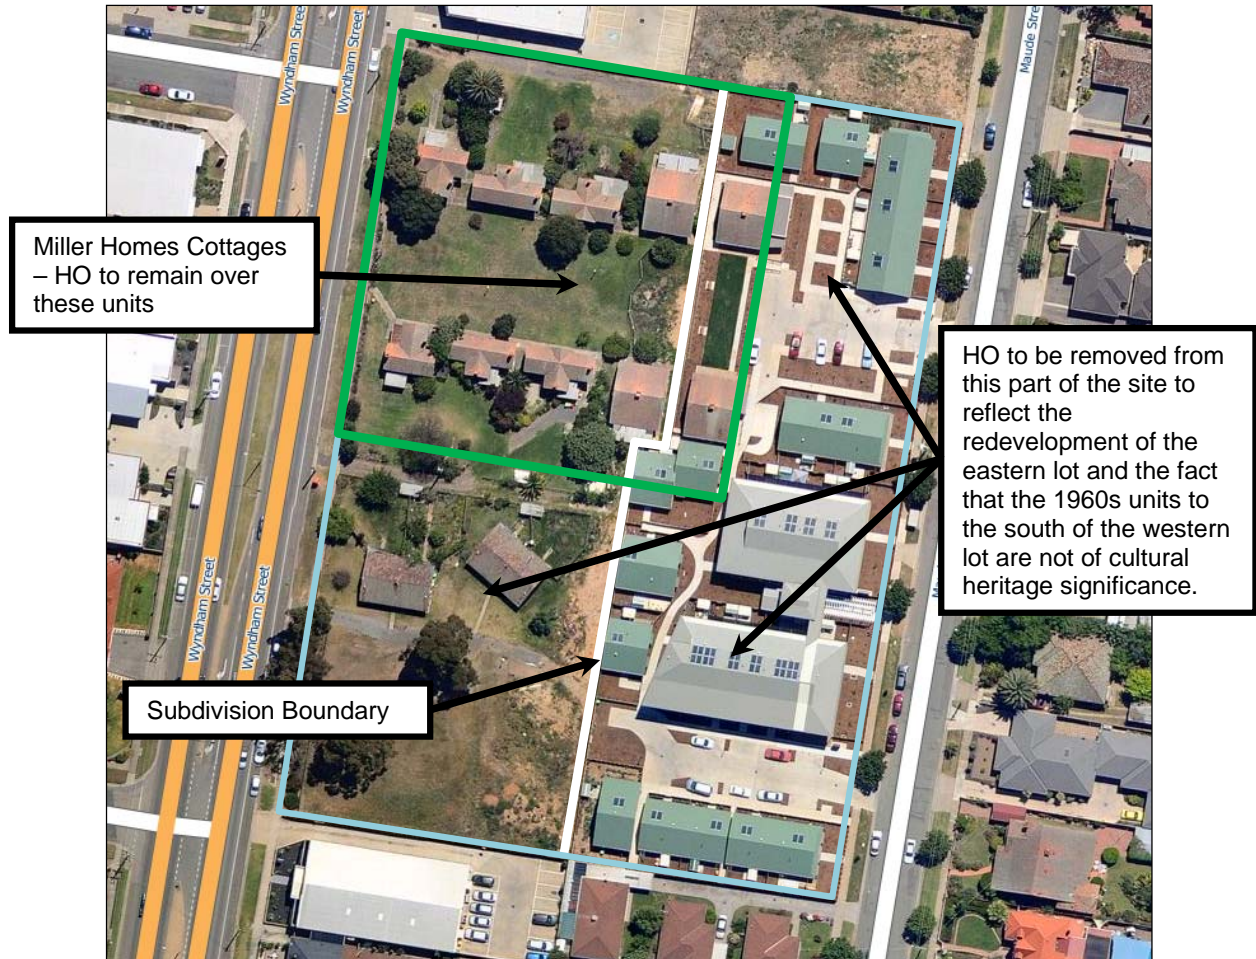 Wyndham Street
Wyndham Street
Maude Stre
Miller Homes Cottages
– HO to remain over
these units
HO to be removed from
this part of the site to
reflect the
redevelopment of the
eastern lot and the fact
that the 1960s units to
the south of the western
lot are not of cultural
heritage significance.
Wyndham Street
Wyndham Street
Subdivision Boundary